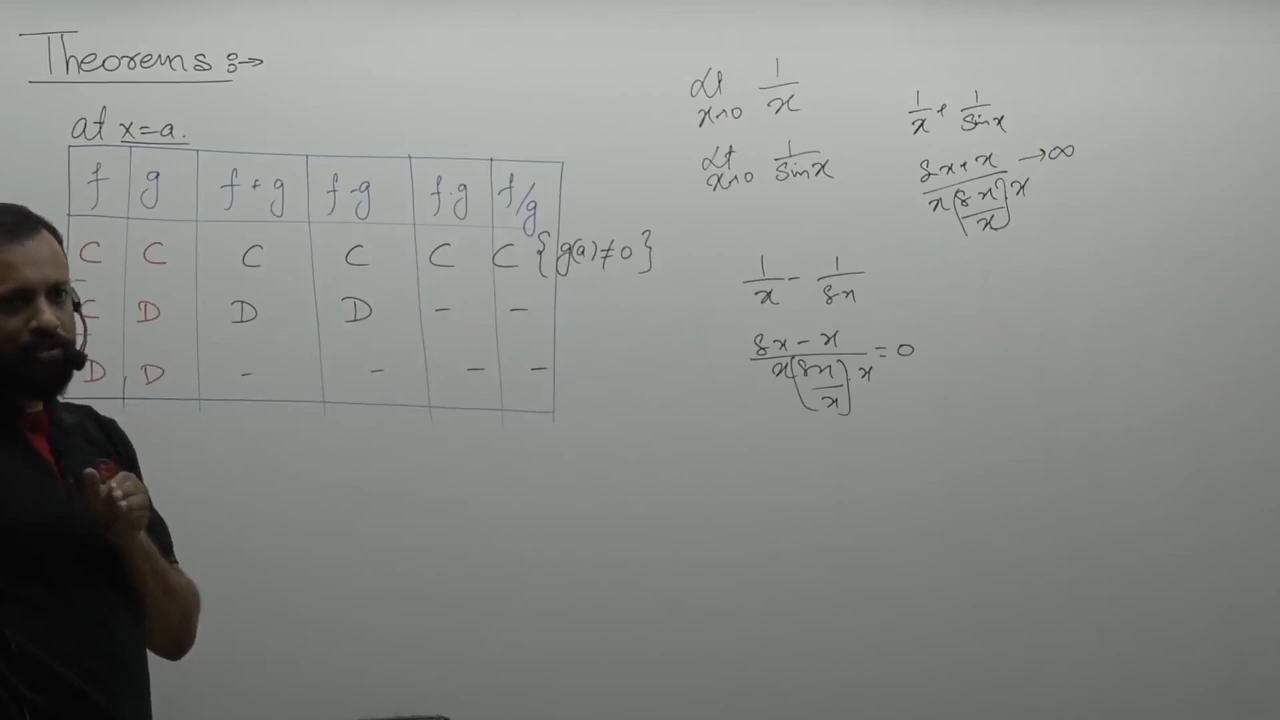 Theorems :→
at x=a.
f g f+g f-g f·g f/g
C C C C C C {g(a)≠0}
C D D D - -
D D - - - -
Lt x→0 1/x
Lt x→0 1/sinx
1/x + 1/sinx
sx+x / x(sx/x)x → ∞
1/x - 1/sx
sx-x / x(sx/x)x = 0